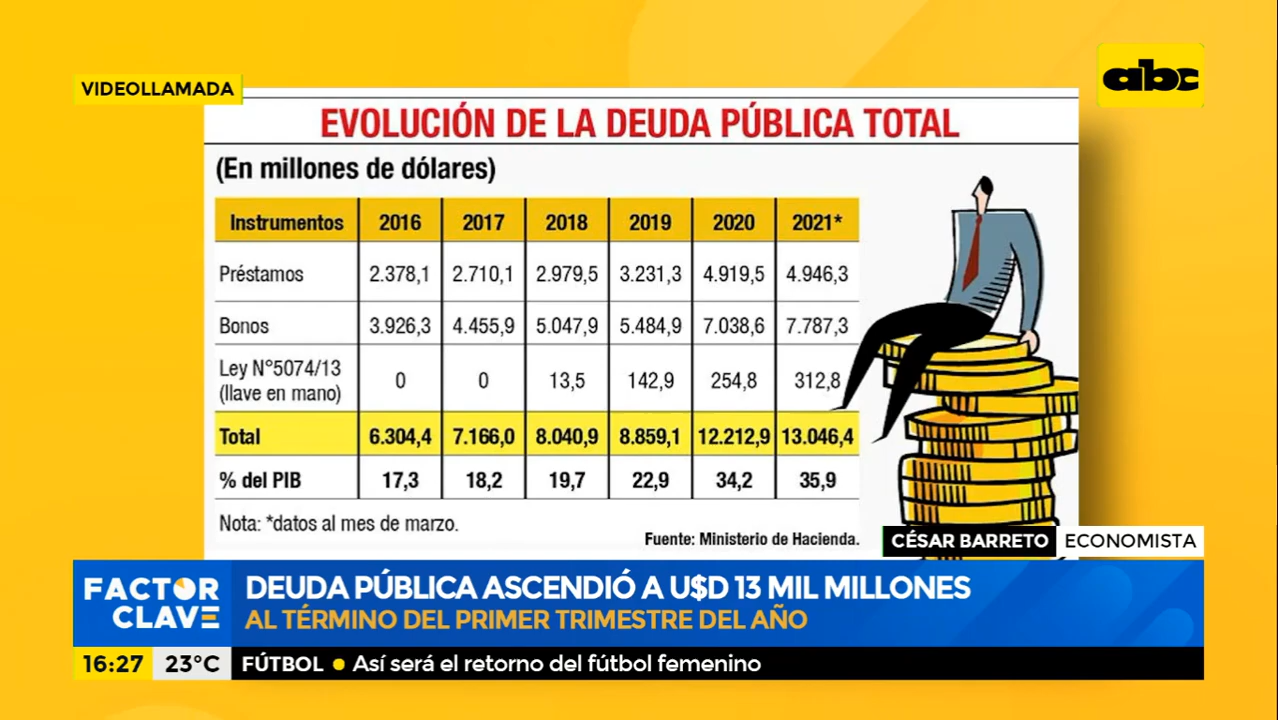 VIDEOLLAMADA
abc
EVOLUCIÓN DE LA DEUDA PÚBLICA TOTAL
(En millones de dólares)
Instrumentos 2016 2017 2018 2019 2020 2021*
Préstamos 2.378,1 2.710,1 2.979,5 3.231,3 4.919,5 4.946,3
Bonos 3.926,3 4.455,9 5.047,9 5.484,9 7.038,6 7.787,3
Ley N°5074/13
(llave en mano) 0 0 13,5 142,9 254,8 312,8
Total 6.304,4 7.166,0 8.040,9 8.859,1 12.212,9 13.046,4
% del PIB 17,3 18,2 19,7 22,9 34,2 35,9
Nota: *datos al mes de marzo.
Fuente: Ministerio de Hacienda.
CÉSAR BARRETO ECONOMISTA
FACTOR
CLAVE
DEUDA PÚBLICA ASCENDIÓ A U$D 13 MIL MILLONES
AL TÉRMINO DEL PRIMER TRIMESTRE DEL AÑO
16:27 23°C FÚTBOL Así será el retorno del fútbol femenino